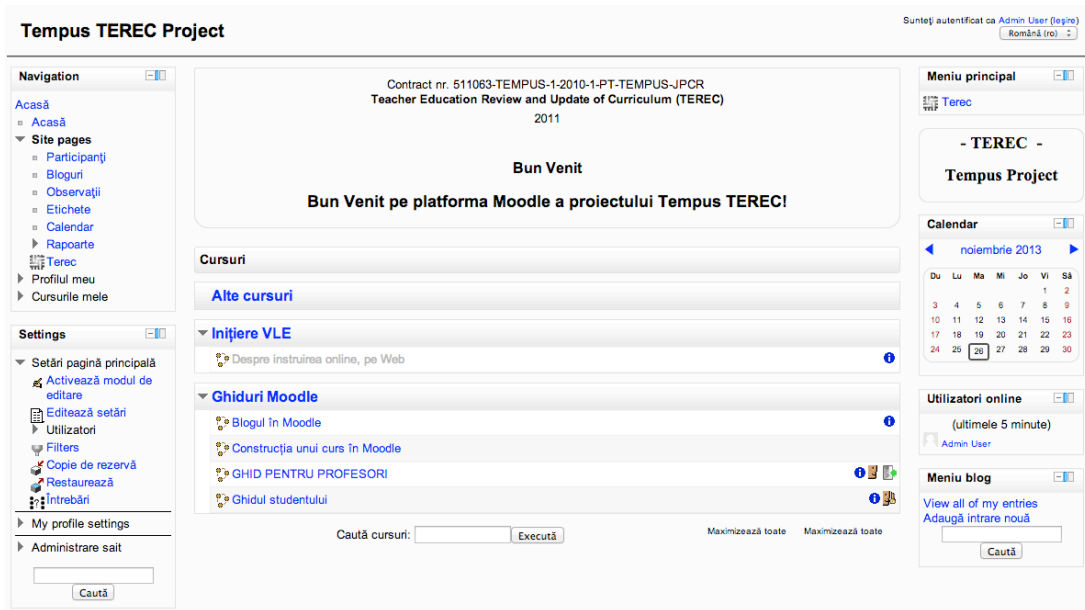 Tempus TEREC Project
Sunteţi autentificat ca Admin User (Ieşire)
Română (ro)
Navigation
Acasă
Acasă
Site pages
Participanţi
Bloguri
Observaţii
Etichete
Calendar
Rapoarte
Terec
Profilul meu
Cursurile mele
Settings
Setări pagină principală
Activează modul de
editare
Editează setări
Utilizatori
Filters
Copie de rezervă
Restaurează
Întrebări
My profile settings
Administrare sait
Caută
Contract nr. 511063-TEMPUS-1-2010-1-PT-TEMPUS-JPCR
Teacher Education Review and Update of Curriculum (TEREC)
2011
Bun Venit
Bun Venit pe platforma Moodle a proiectului Tempus TEREC!
Cursuri
Alte cursuri
Iniţiere VLE
Despre instruirea online, pe Web
Ghiduri Moodle
Blogul în Moodle
Construcţia unui curs în Moodle
GHID PENTRU PROFESORI
Ghidul studentului
Caută cursuri:
Execută
Maximizează toate
Maximizează toate
Meniu principal
Terec
- TEREC -
Tempus Project
Calendar
noiembrie 2013
Du Lu Ma Mi Jo Vi Sâ
1 2
3 4 5 6 7 8 9
10 11 12 13 14 15 16
17 18 19 20 21 22 23
24 25 26 27 28 29 30
Utilizatori online
(ultimele 5 minute)
Admin User
Meniu blog
View all of my entries
Adaugă intrare nouă
Caută